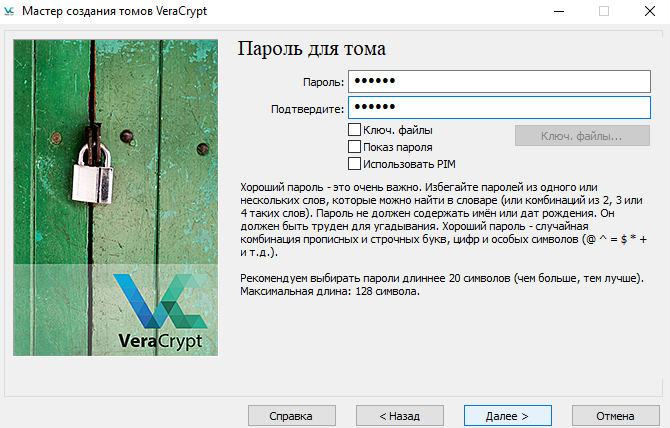 Мастер создания томов VeraCrypt
Пароль для тома
Пароль: ••••••
Подтвердите: ••••••
Ключ. файлы
Ключ. файлы...
Показ пароля
Использовать PIM
Хороший пароль - это очень важно. Избегайте паролей из одного или
нескольких слов, которые можно найти в словаре (или комбинаций из 2, 3 или
4 таких слов). Пароль не должен содержать имён или дат рождения. Он
должен быть труден для угадывания. Хороший пароль - случайная
комбинация прописных и строчных букв, цифр и особых символов (@ ^ = $ * +
и т.д.).
Рекомендуем выбирать пароли длиннее 20 символов (чем больше, тем лучше).
Максимальная длина: 128 символа.
VeraCrypt
Справка
< Назад
Далее >
Отмена